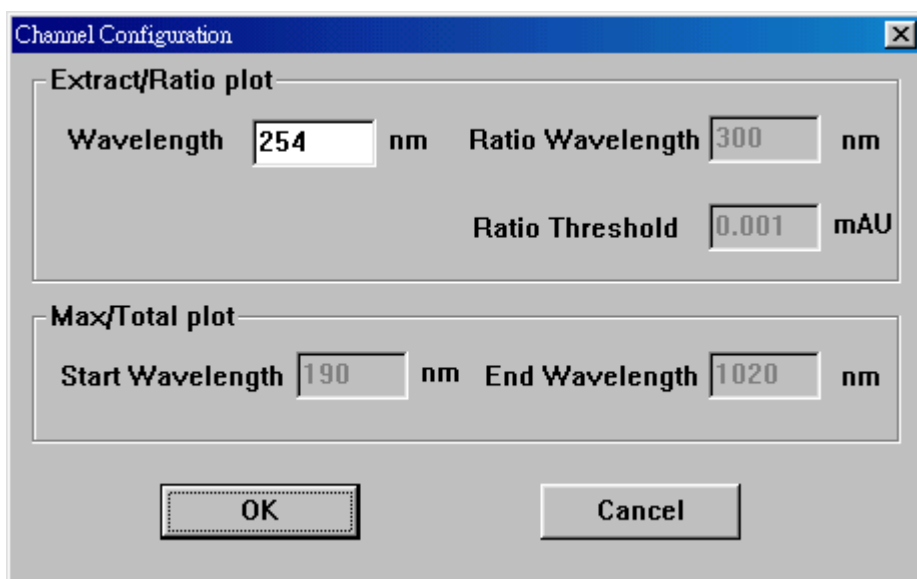 Channel Configuration
Extract/Ratio plot
Wavelength 254 nm Ratio Wavelength 300 nm
Ratio Threshold 0.001 mAU
Max/Total plot
Start Wavelength 190 nm End Wavelength 1020 nm
OK Cancel